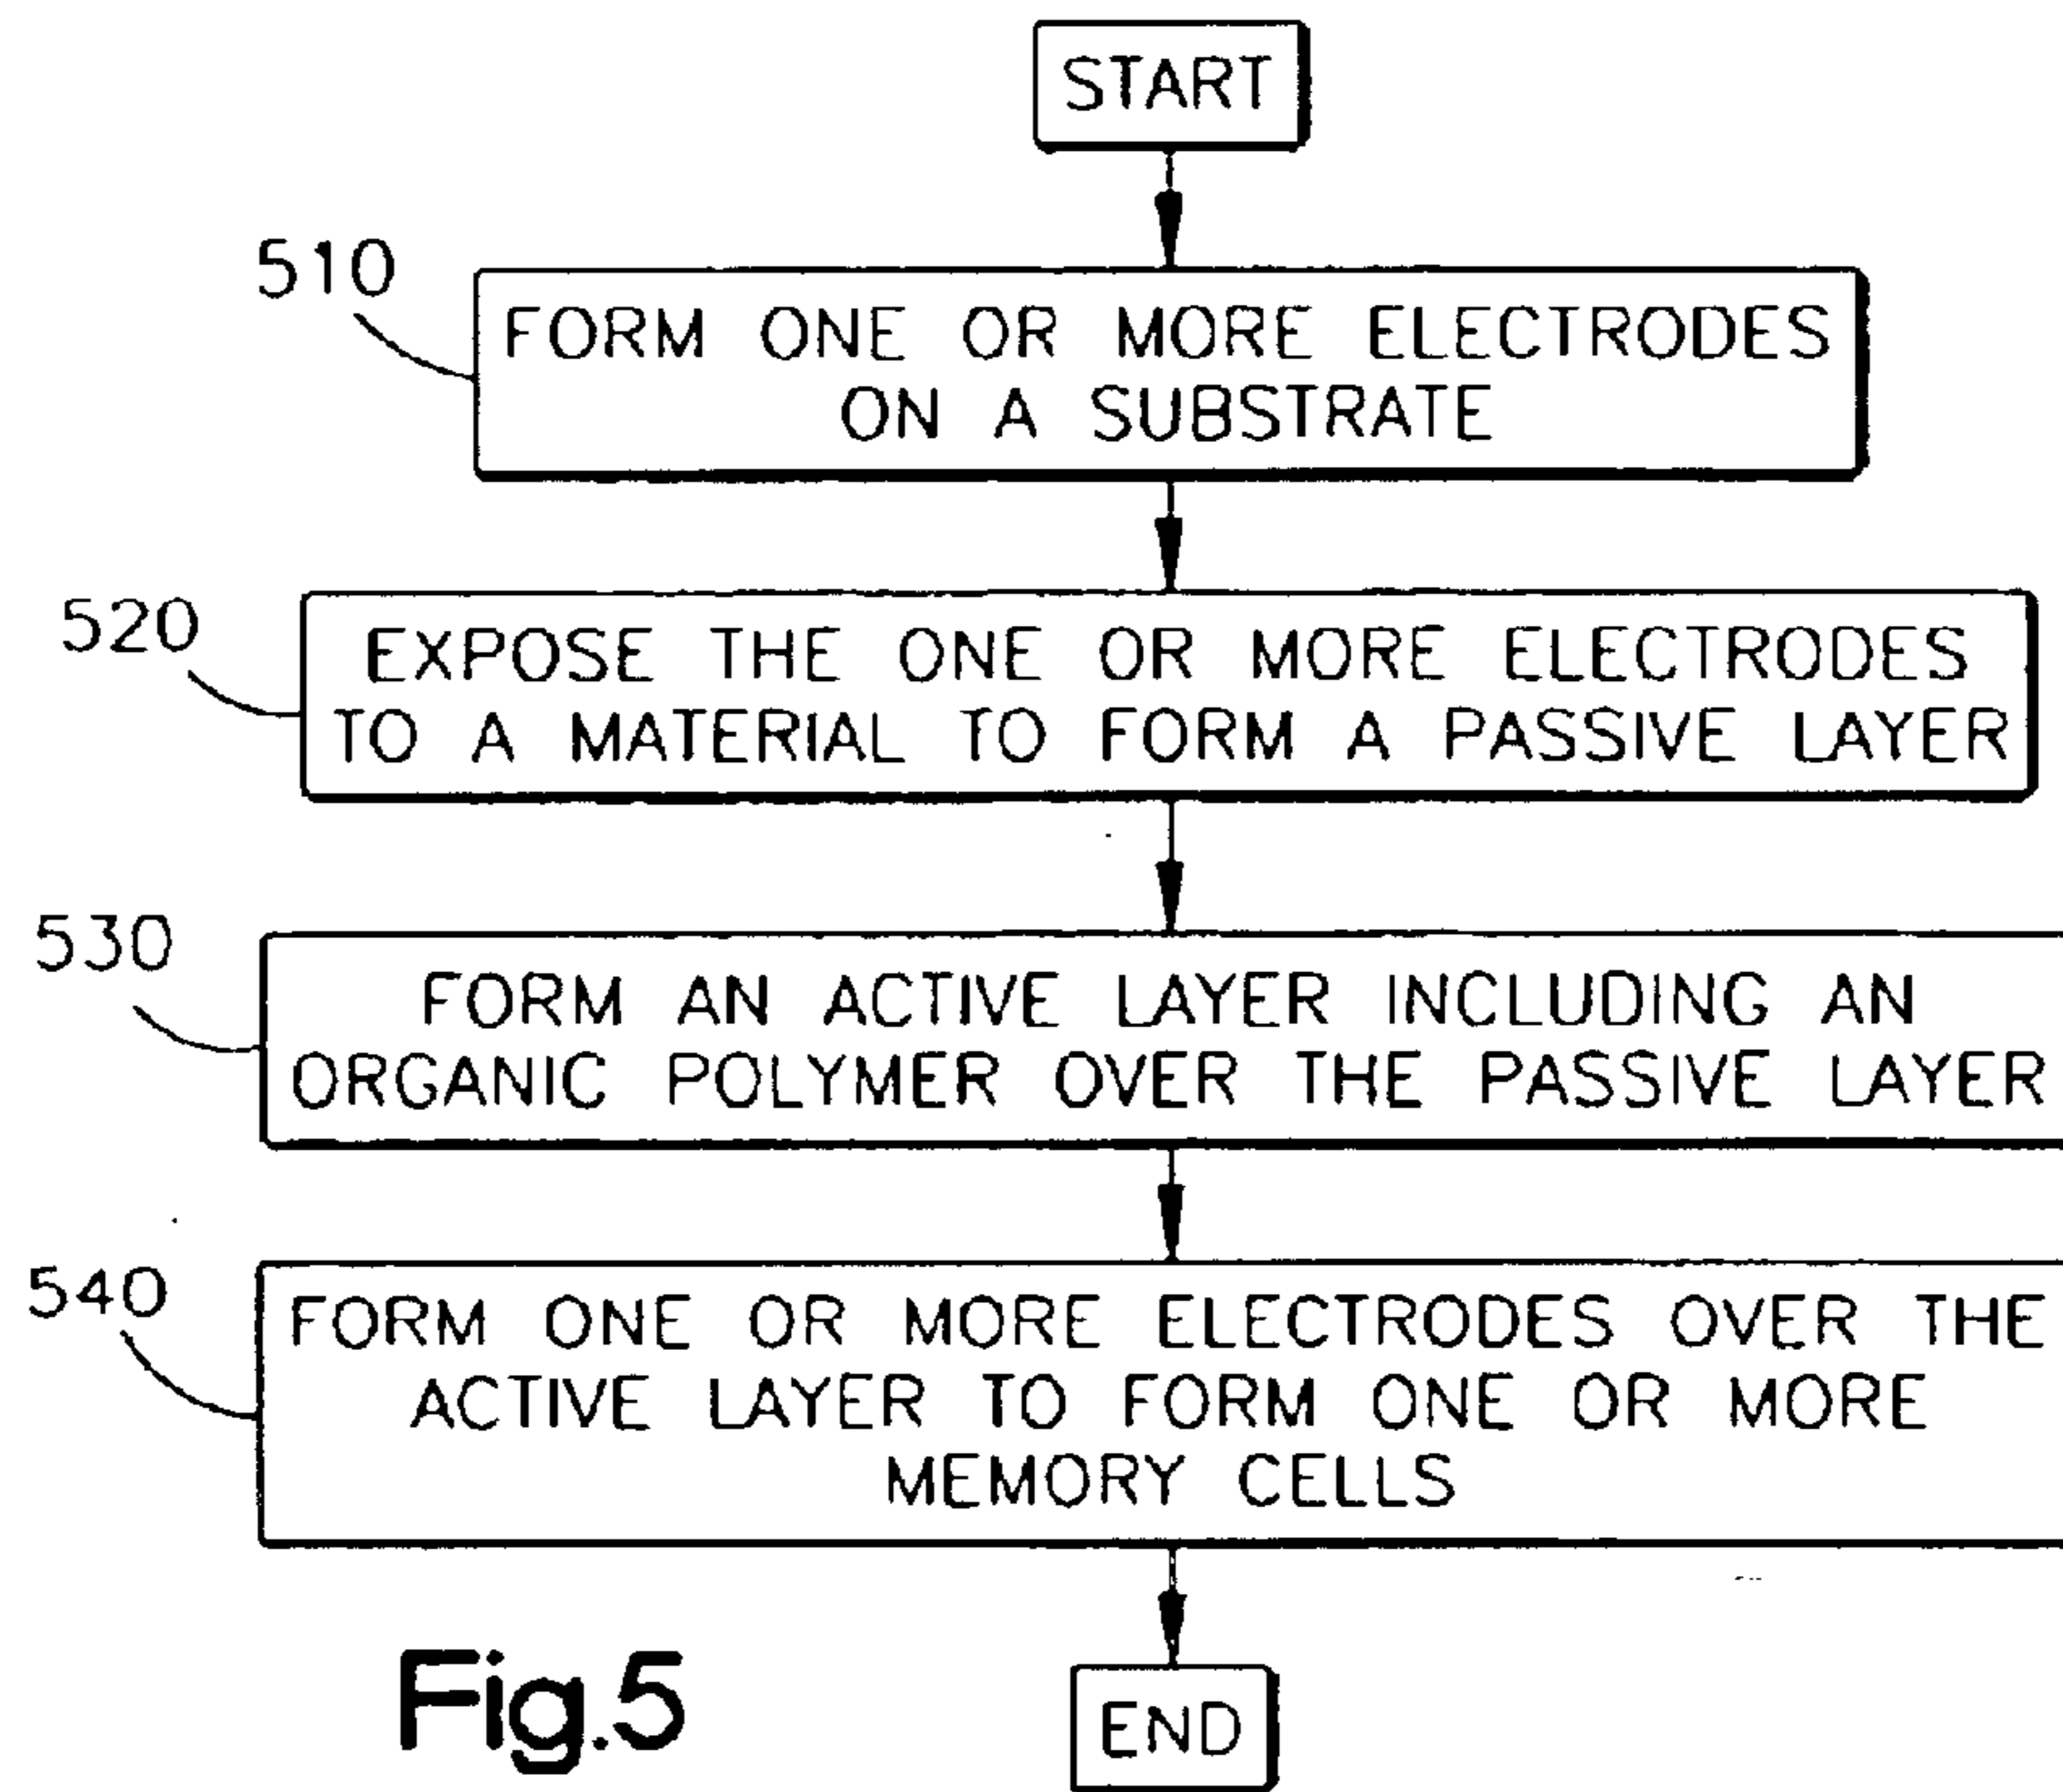 START
510
FORM ONE OR MORE ELECTRODES
ON A SUBSTRATE
520
EXPOSE THE ONE OR MORE ELECTRODES
TO A MATERIAL TO FORM A PASSIVE LAYER
530
FORM AN ACTIVE LAYER INCLUDING AN
ORGANIC POLYMER OVER THE PASSIVE LAYER
540
FORM ONE OR MORE ELECTRODES OVER THE
ACTIVE LAYER TO FORM ONE OR MORE
MEMORY CELLS
END
Fig.5